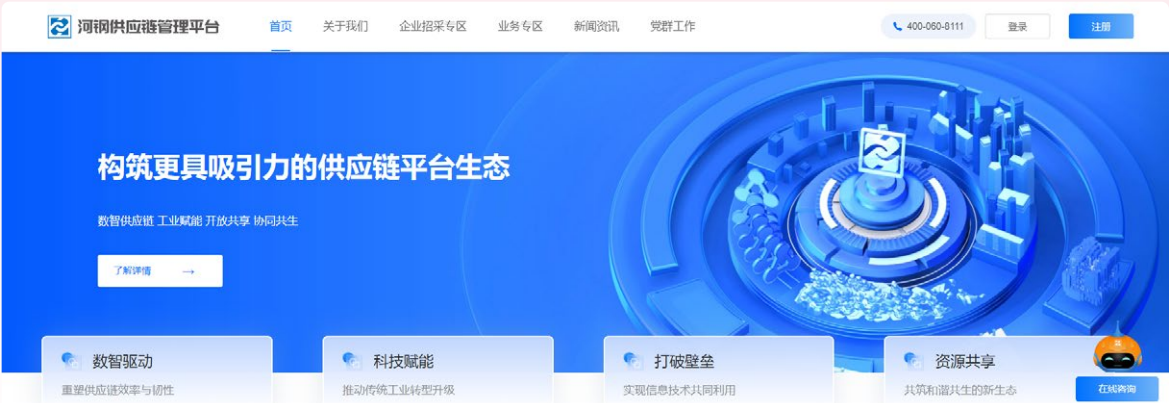 河钢供应链管理平台 首页 关于我们 企业招采专区 业务专区 新闻资讯 党群工作 400-060-8111 登录 注册
构筑更具吸引力的供应链平台生态
数智供应链 工业赋能 开放共享 协同共生
了解详情 →
数智驱动 科技赋能 打破壁垒 资源共享
重塑供应链效率与韧性 推动传统工业转型升级 实现信息技术共同利用 共筑和谐共生的新生态
在线咨询